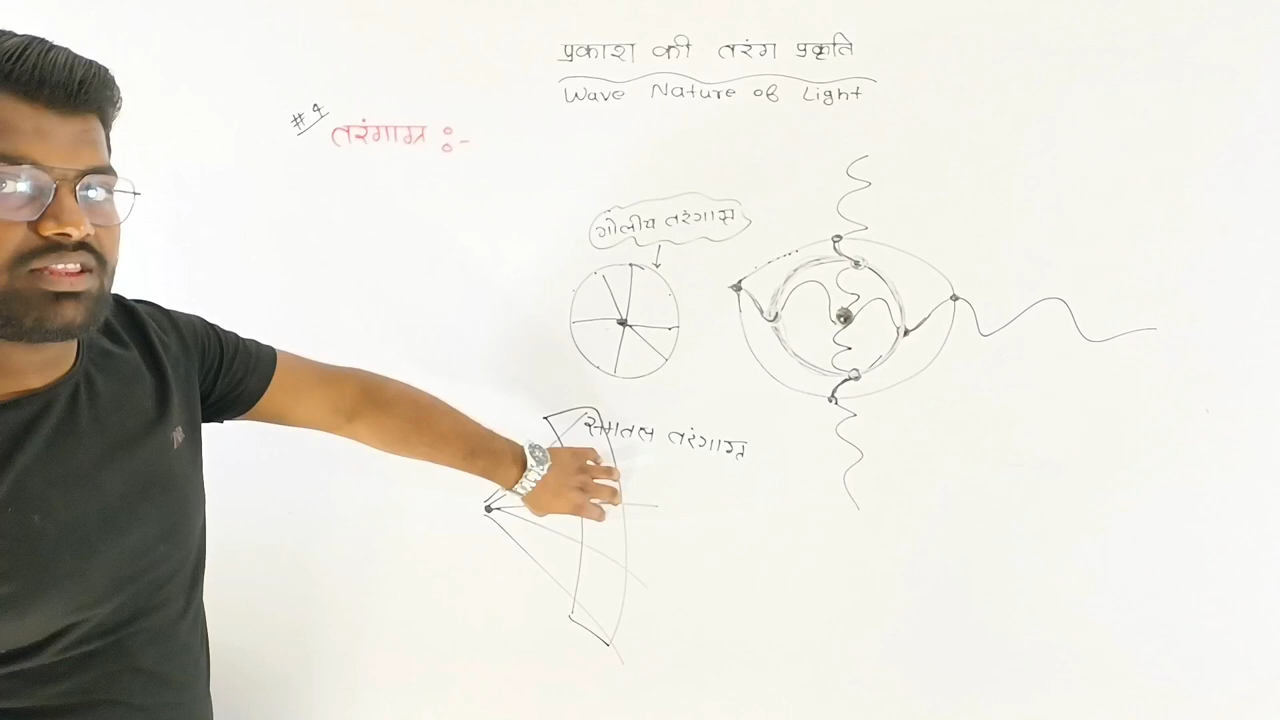 प्रकाश की तरंग प्रकृति
Wave Nature of Light
#4
तरंगाग्र :-
गोलीय तरंगाग्र
समतल तरंगाग्र